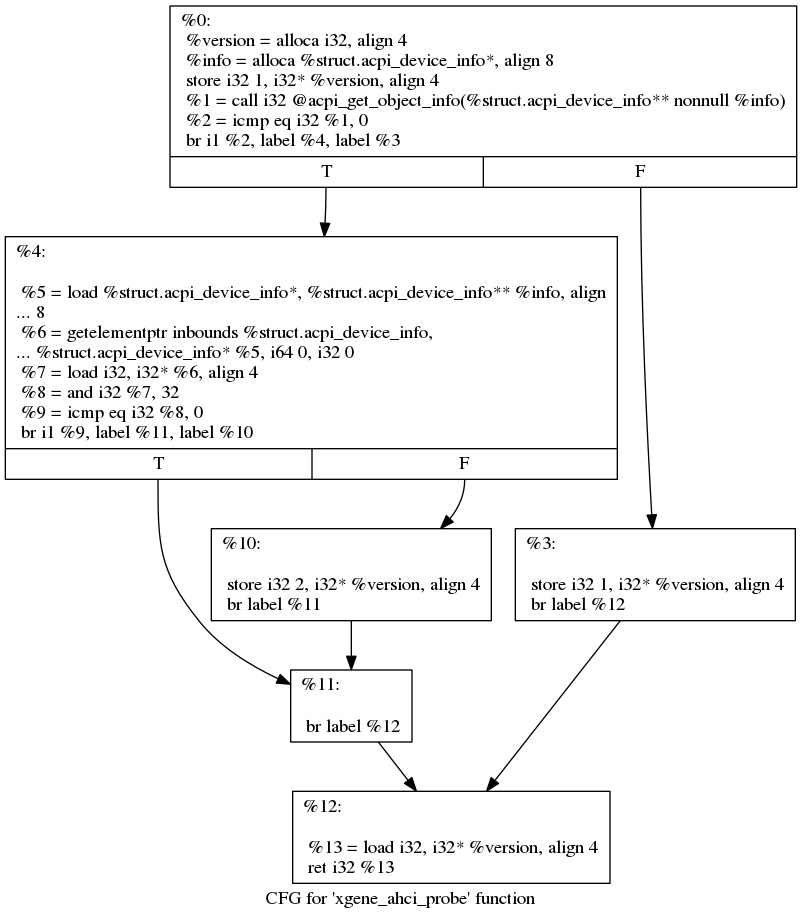 %0:
%version = alloca i32, align 4
%info = alloca %struct.acpi_device_info*, align 8
store i32 1, i32* %version, align 4
%1 = call i32 @acpi_get_object_info(%struct.acpi_device_info** nonnull %info)
%2 = icmp eq i32 %1, 0
br i1 %2, label %4, label %3
T F
%4:
%5 = load %struct.acpi_device_info*, %struct.acpi_device_info** %info, align
... 8
%6 = getelementptr inbounds %struct.acpi_device_info,
... %struct.acpi_device_info* %5, i64 0, i32 0
%7 = load i32, i32* %6, align 4
%8 = and i32 %7, 32
%9 = icmp eq i32 %8, 0
br i1 %9, label %11, label %10
T F
%10:
store i32 2, i32* %version, align 4
br label %11
%3:
store i32 1, i32* %version, align 4
br label %12
%11:
br label %12
%12:
%13 = load i32, i32* %version, align 4
ret i32 %13
CFG for 'xgene_ahci_probe' function